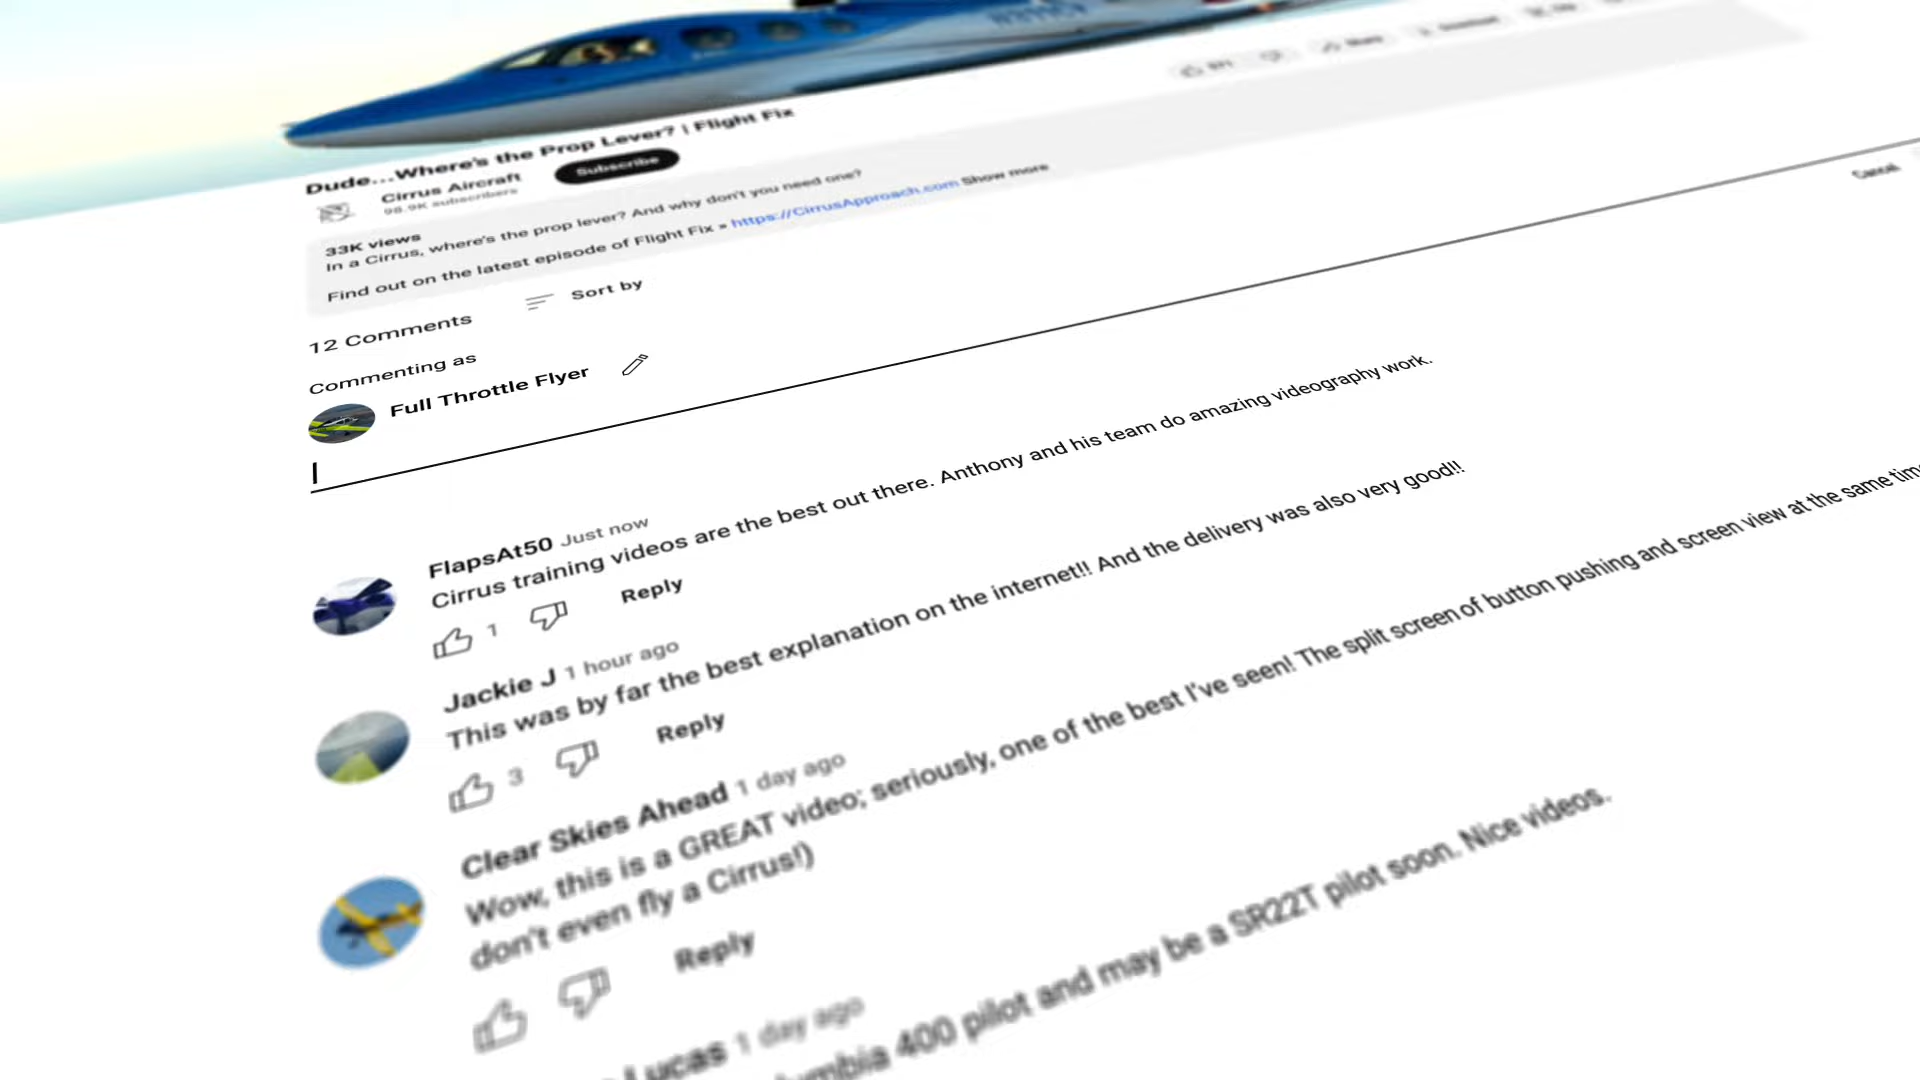 Dude...Where's the Prop Lever? | Flight Fix
Cirrus Aircraft
98.9K subscribers
Subscribe
Share
Download
33K views
In a Cirrus, where's the prop lever? And why don't you need one?
Find out on the latest episode of Flight Fix » https://CirrusApproach.com Show more
12 Comments
Sort by
Commenting as
Full Throttle Flyer
Cancel
FlapsAt50 Just now
Cirrus training videos are the best out there. Anthony and his team do amazing videography work.
1
Reply
Jackie J 1 hour ago
This was by far the best explanation on the internet!! And the delivery was also very good!!
3
Reply
Clear Skies Ahead 1 day ago
Wow, this is a GREAT video; seriously, one of the best I've seen! The split screen of button pushing and screen view at the same
don't even fly a Cirrus!)
Reply
Lucas 1 day ago
400 pilot and may be a SR22T pilot soon. Nice videos.